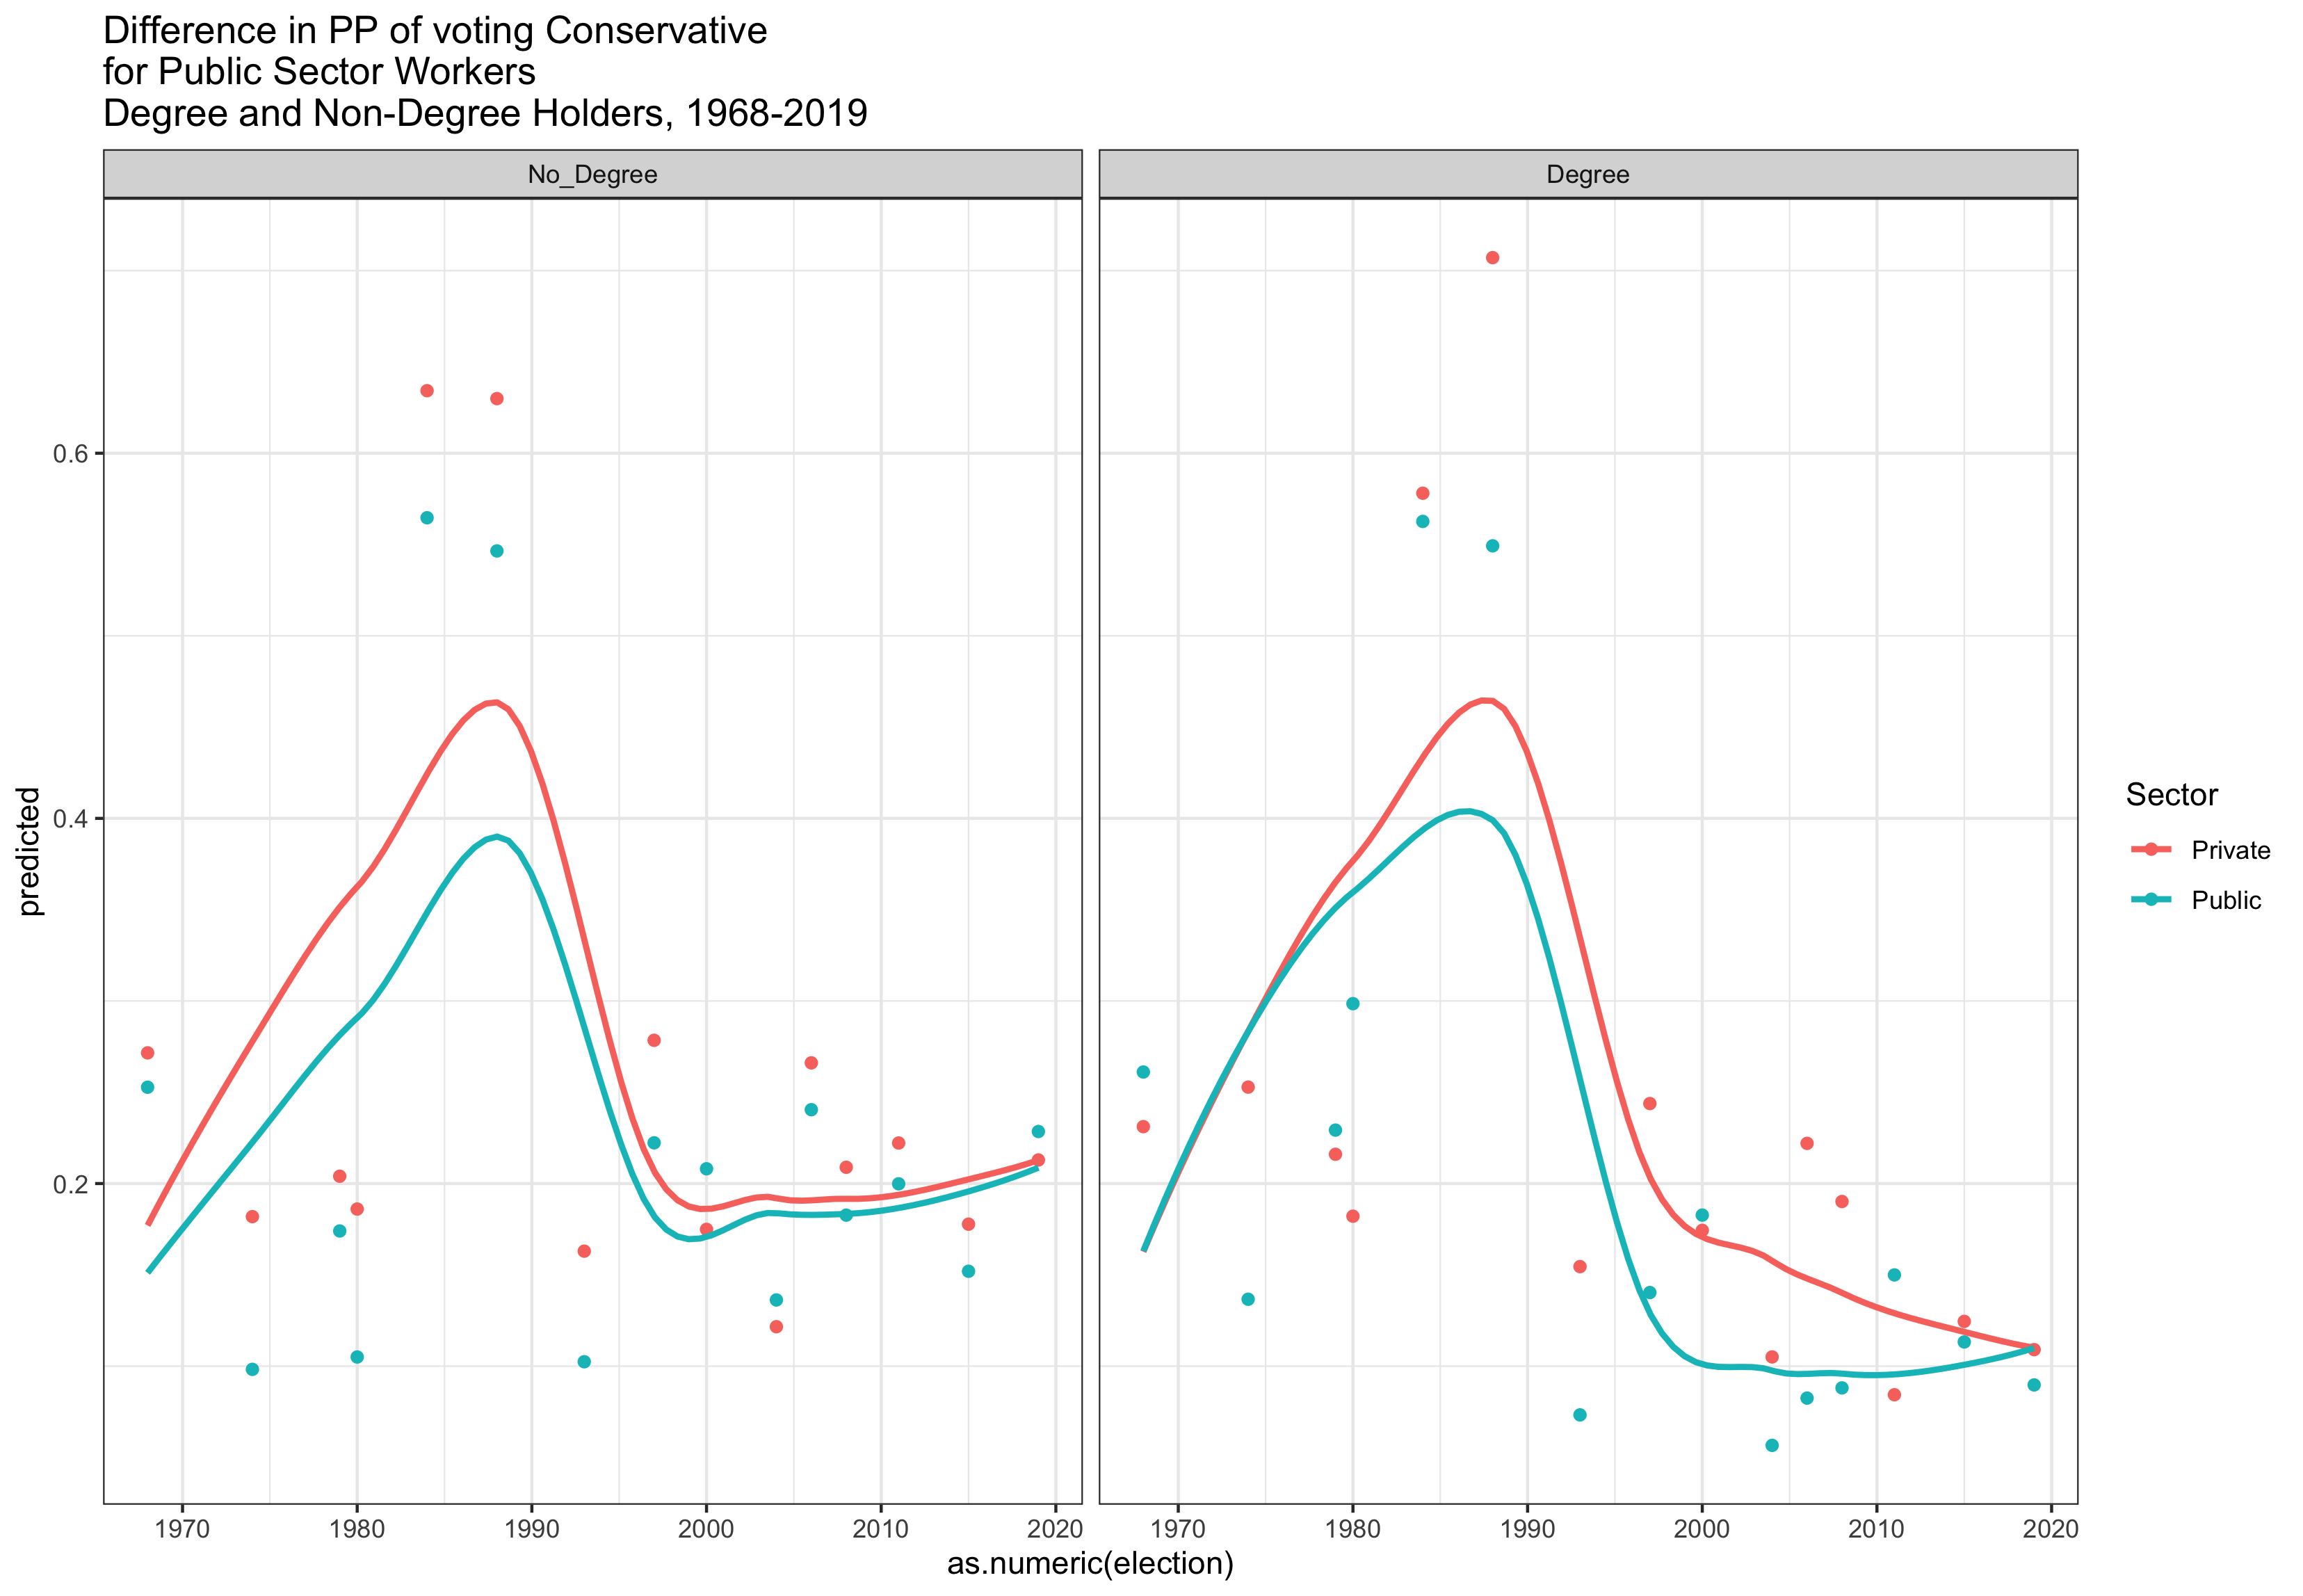 Difference in PP of voting Conservative
for Public Sector Workers
Degree and Non-Degree Holders, 1968-2019
No_Degree
Degree
predicted
0.6
0.4
0.2
1970 1980 1990 2000 2010 2020
1970 1980 1990 2000 2010 2020
as.numeric(election)
Sector
Private
Public